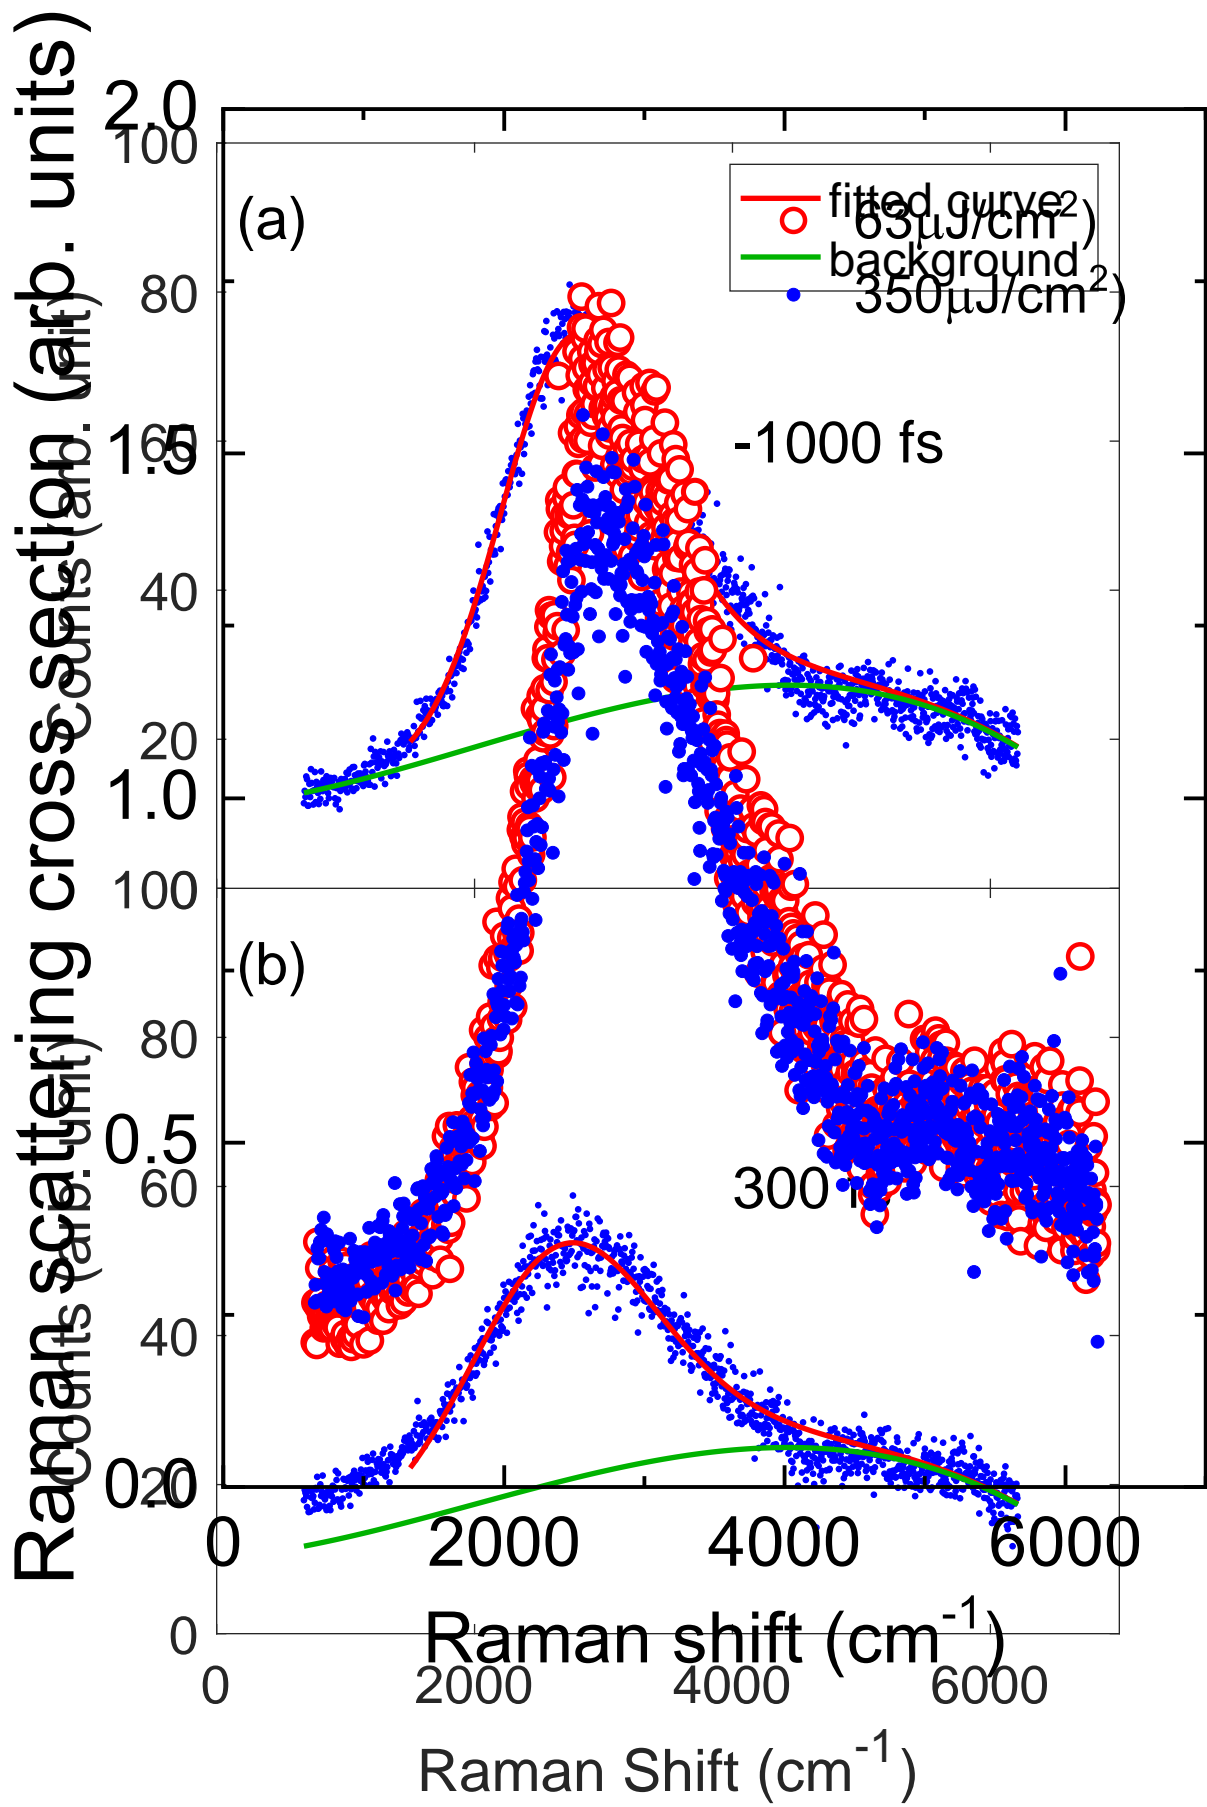 Raman scattering cross section (arb. units)
Counts (arb. unit)
Counts (arb. unit)
2.0
100
(a)
fitted curve
63μJ/cm²)
background
350μJ/cm²)
80
1.5
60
-1000 fs
40
20
1.0
100
(b)
80
0.5
60
300 fs
40
0.0
20
0
2000
4000
6000
Raman shift (cm⁻¹)
0
0
2000
4000
6000
Raman Shift (cm⁻¹)